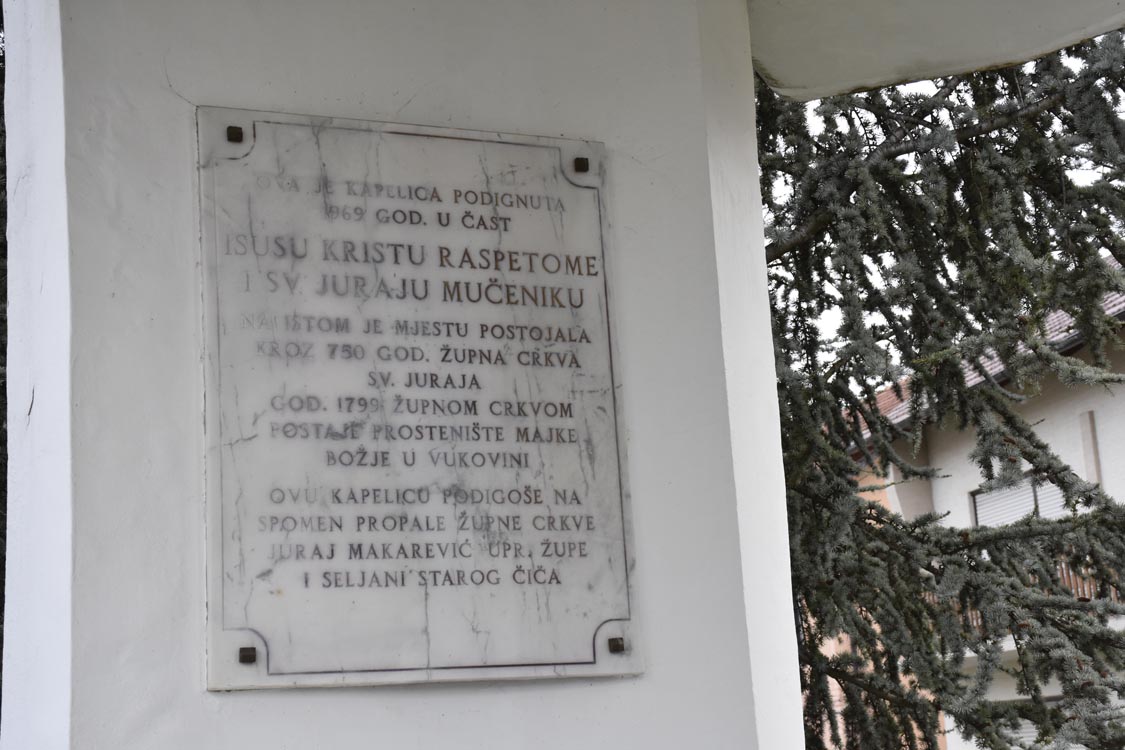 OVA JE KAPELICA PODIGNUTA
1969 GOD. U ČAST
ISUSU KRISTU RASPETOME
I SV. JURAJU MUČENIKU
NA ISTOM JE MJESTU POSTOJALA
KROZ 750 GOD. ŽUPNA CRKVA
SV. JURAJA
GOD. 1799 ŽUPNOM CRKVOM
POSTAJE PROSTENIŠTE MAJKE
BOŽJE U VUKOVINI
OVU KAPELICU PODIGOŠE NA
SPOMEN PROPALE ŽUPNE CRKVE
JURAJ MAKAREVIĆ UPR. ŽUPE
I SELJANI STAROG ČIČA